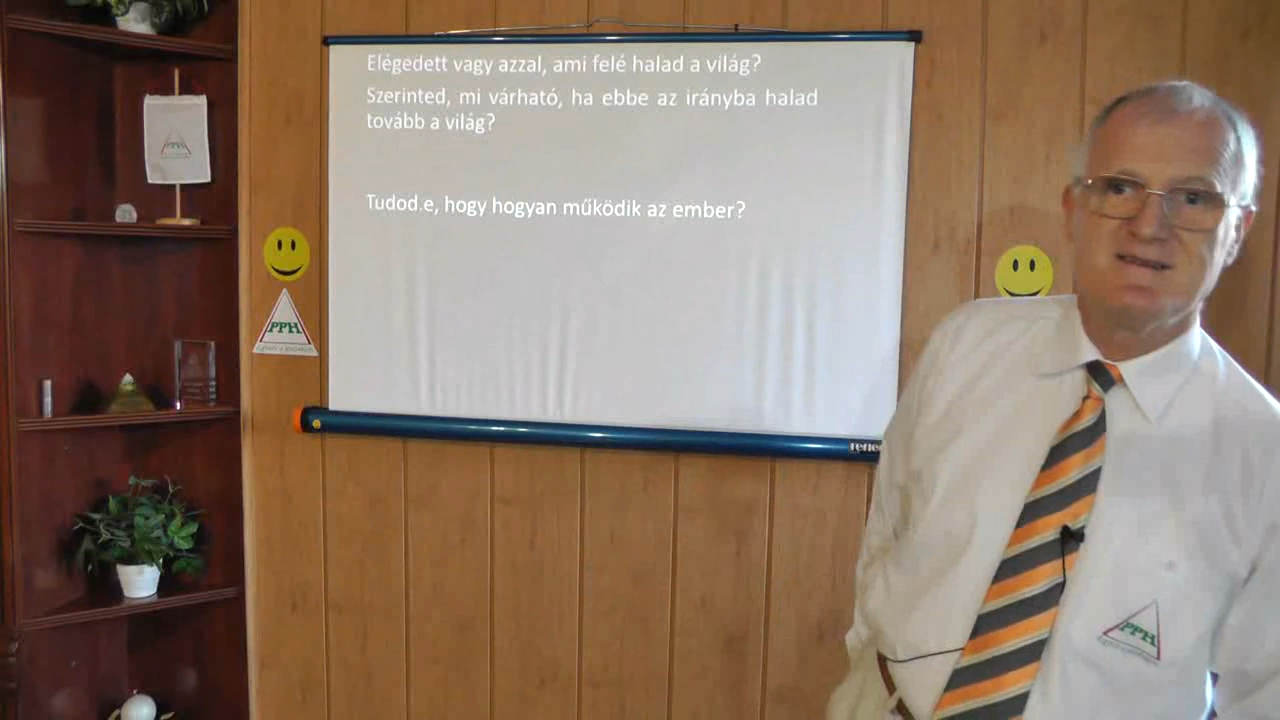 Elégedett vagy azzal, ami felé halad a világ?
Szerinted, mi várható, ha ebbe az irányba halad
tovább a világ?
Tudod.e, hogy hogyan működik az ember?
PPH
PPH